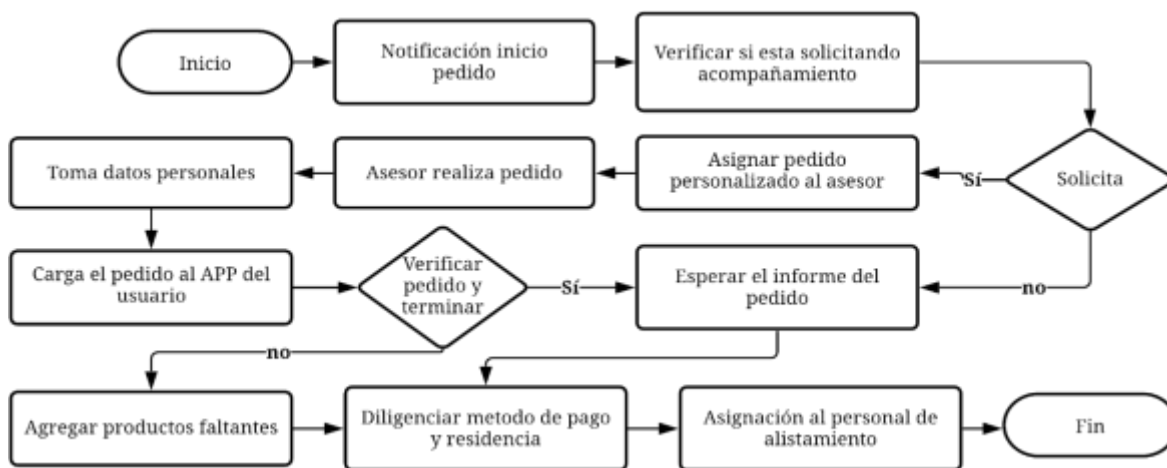 Inicio
Notificación inicio
pedido
Verificar si esta solicitando
acompañamiento
Solicita
Sí
Asignar pedido
personalizado al asesor
Asesor realiza pedido
Toma datos personales
Carga el pedido al APP del
usuario
Verificar
pedido y
terminar
Sí
Esperar el informe del
pedido
no
no
Agregar productos faltantes
Diligenciar metodo de pago
y residencia
Asignación al personal de
alistamiento
Fin